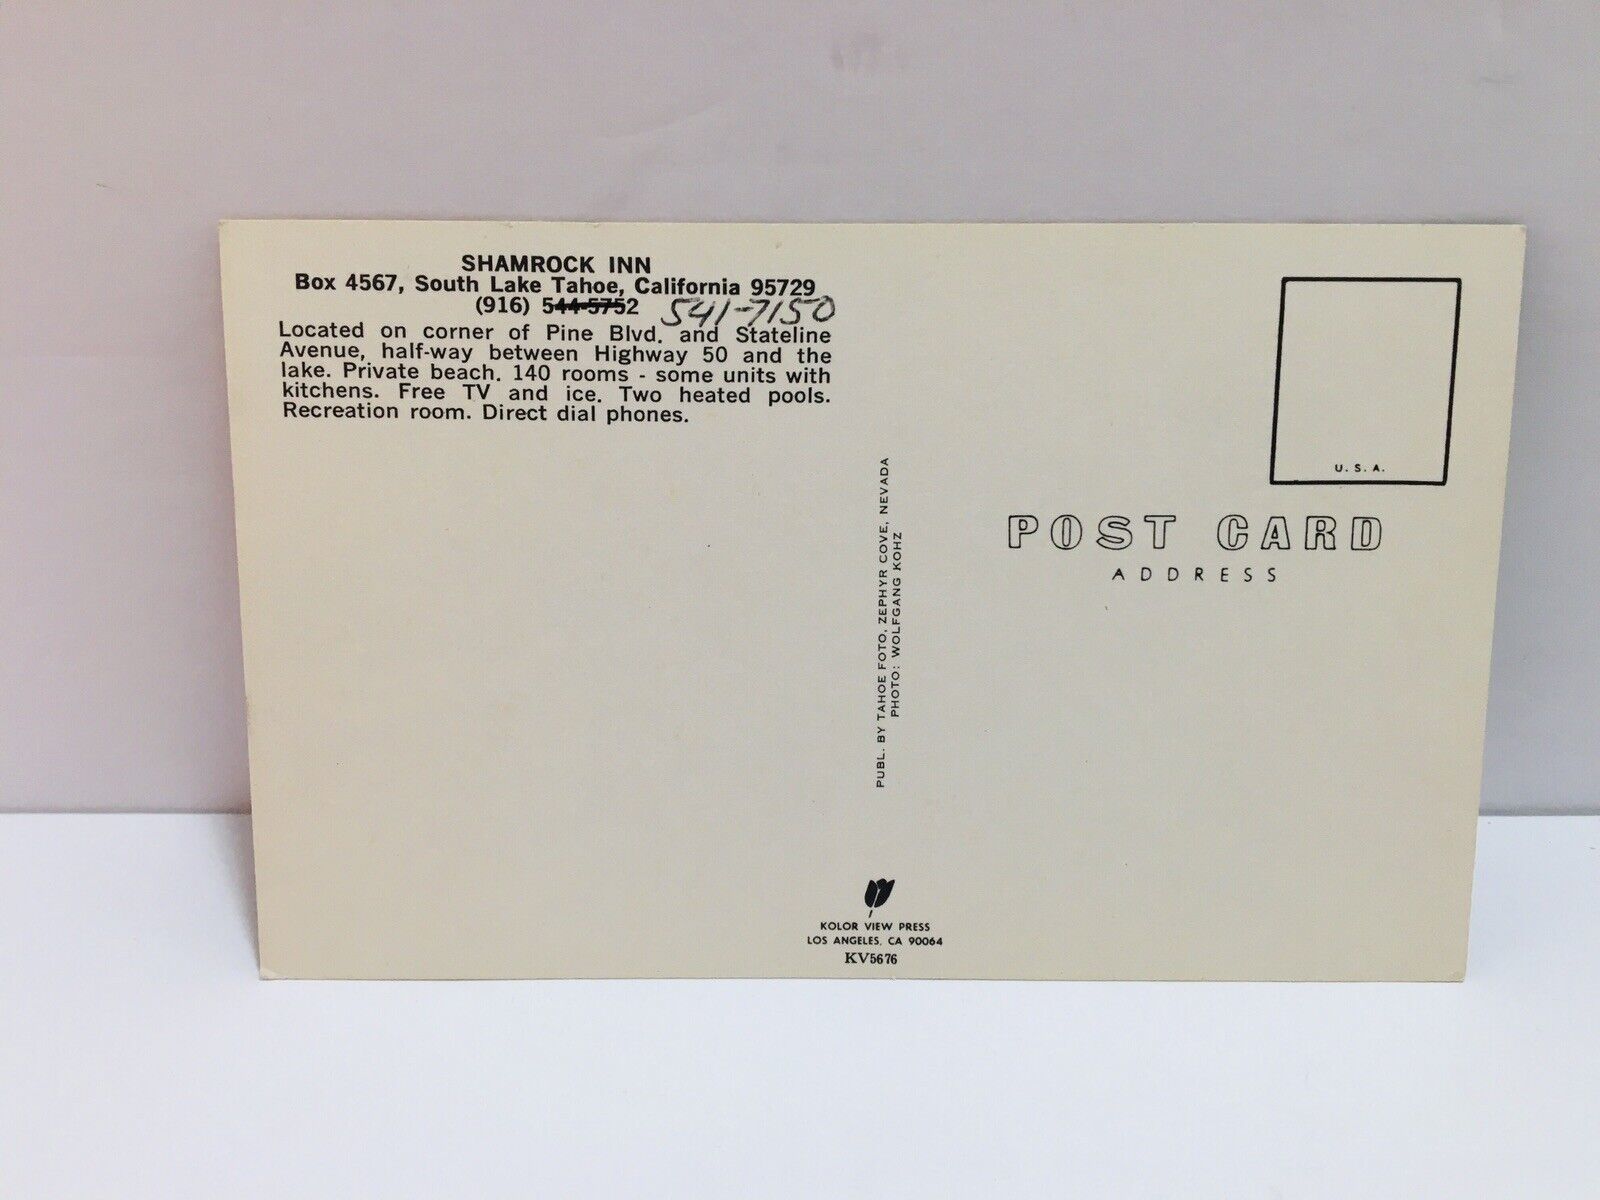 SHAMROCK INN
Box 4567, South Lake Tahoe, California 95729
(916) 544-5752 541-7150
Located on corner of Pine Blvd. and Stateline
Avenue, half-way between Highway 50 and the
lake. Private beach. 140 rooms - some units with
kitchens. Free TV and ice. Two heated pools.
Recreation room. Direct dial phones.
PUBL. BY TAHOE FOTO, ZEPHYR COVE, NEVADA
PHOTO: WOLFGANG KOHZ
KOLOR VIEW PRESS
LOS ANGELES, CA 90064
KV5676
U. S. A.
POST CARD
ADDRESS